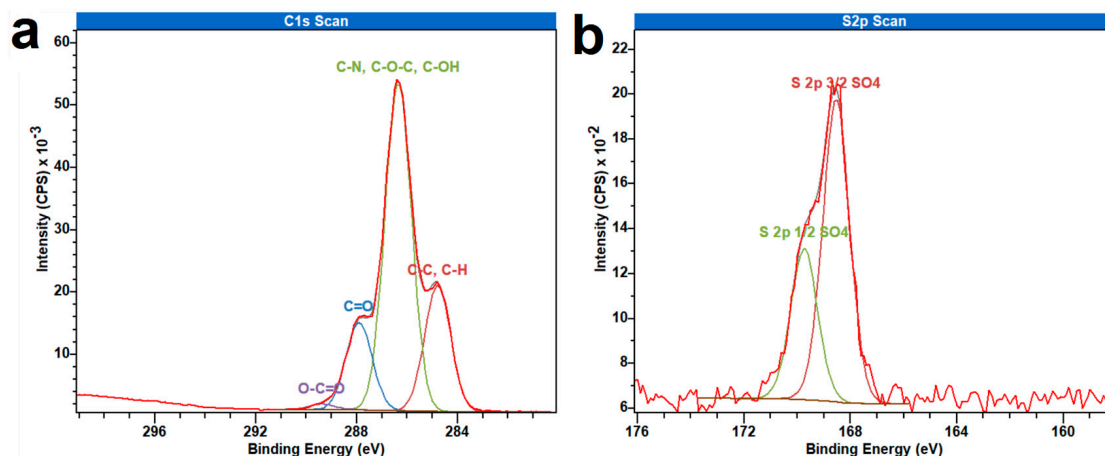 a
C1s Scan
60
50
40
30
20
10
Intensity (CPS) x 10⁻³
C-N, C-O-C, C-OH
C-C, C-H
C=O
O-C=O
296
292
288
284
Binding Energy (eV)
b
S2p Scan
22
20
18
16
14
12
10
8
6
Intensity (CPS) x 10⁻²
S 2p 3/2 SO4
S 2p 1/2 SO4
176
172
168
164
160
Binding Energy (eV)